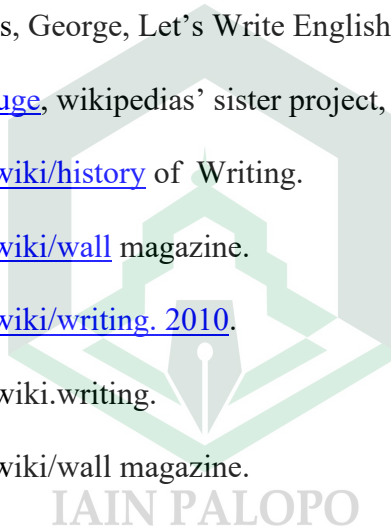 s, George, Let’s Write English
uge, wikipedias’ sister project,
wiki/history of Writing.
wiki/wall magazine.
wiki/writing. 2010.
wiki.writing.
wiki/wall magazine.
IAIN PALOPO